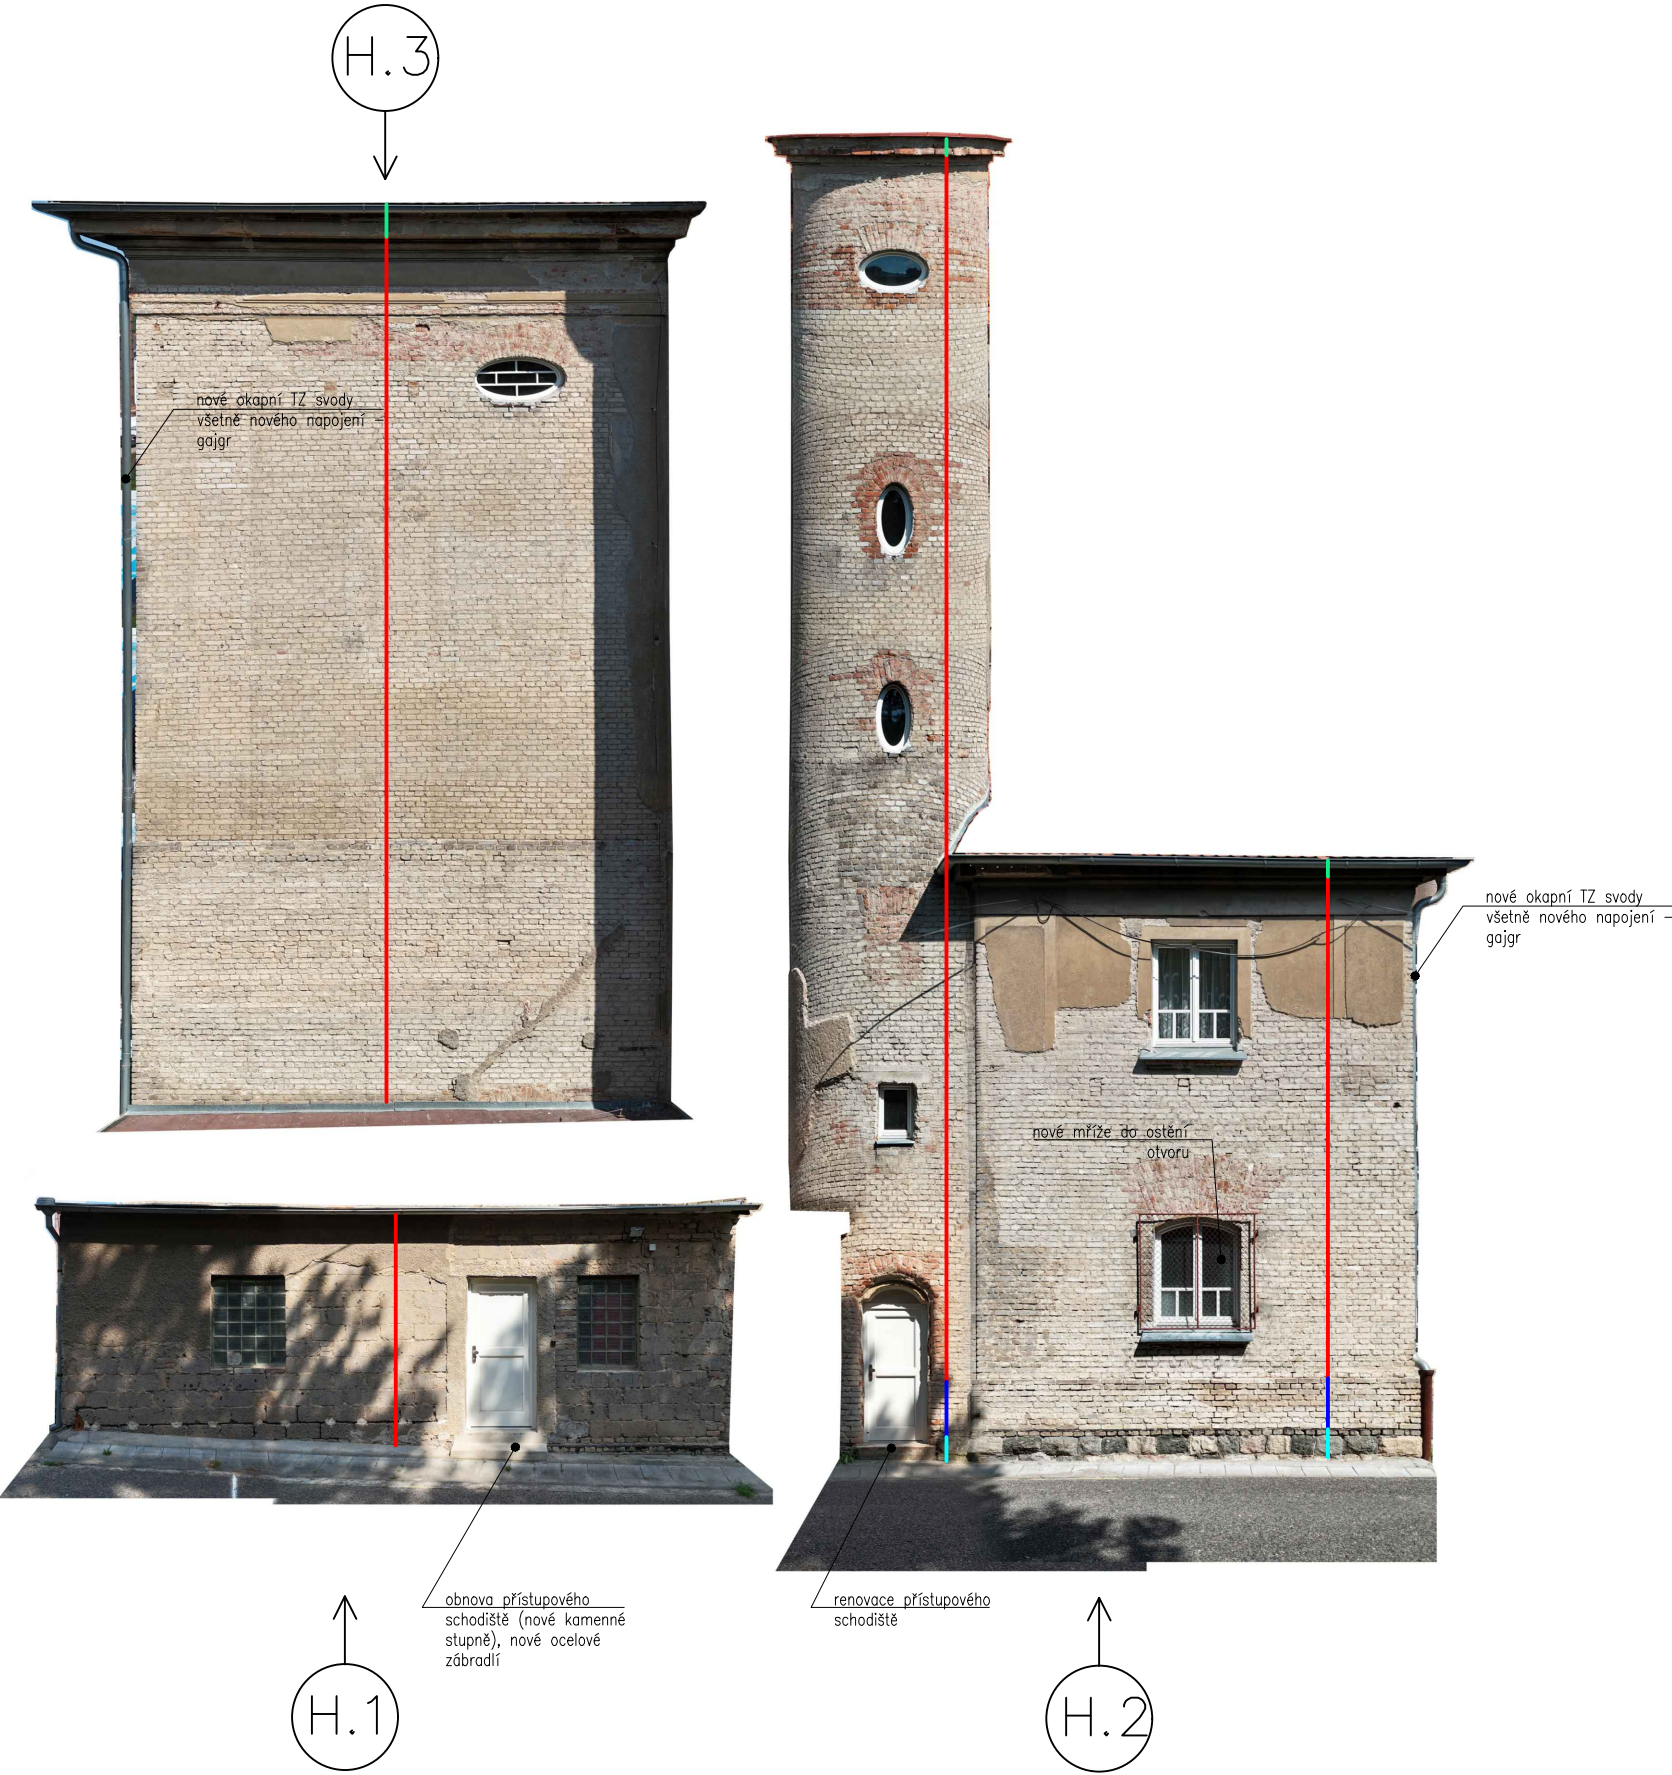 H.3
nové okapní TZ svody
všetně nového napojení -
gajgr
nové okapní TZ svody
všetně nového napojení -
gajgr
nové mříže do ostění
otvoru
obnova přístupového
schodiště (nové kamenné
stupně), nové ocelové
zábradlí
renovace přístupového
schodiště
H.1
H.2